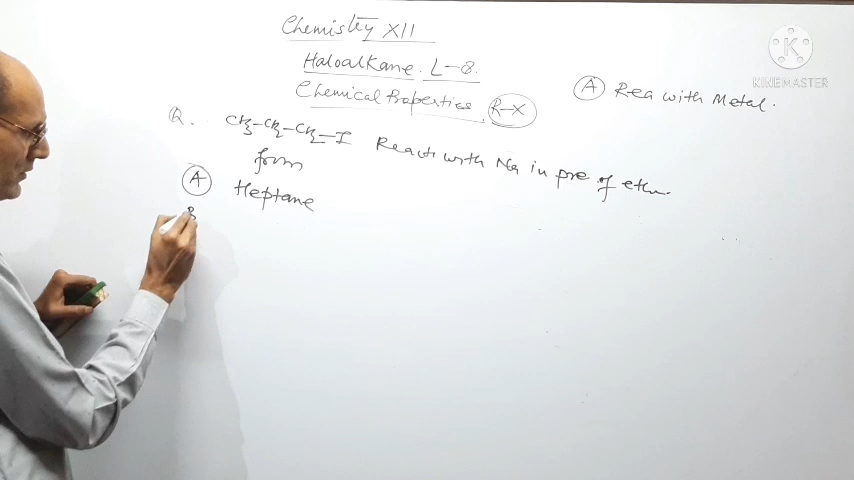 Chemistry XII
Haloalkane. L-8.
Chemical Properties. R-X
A Rea with Metal.
KINEMASTER
Q. CH3-CH2-CH2-I Reacts with Na in pre of ether
form
A Heptane
B